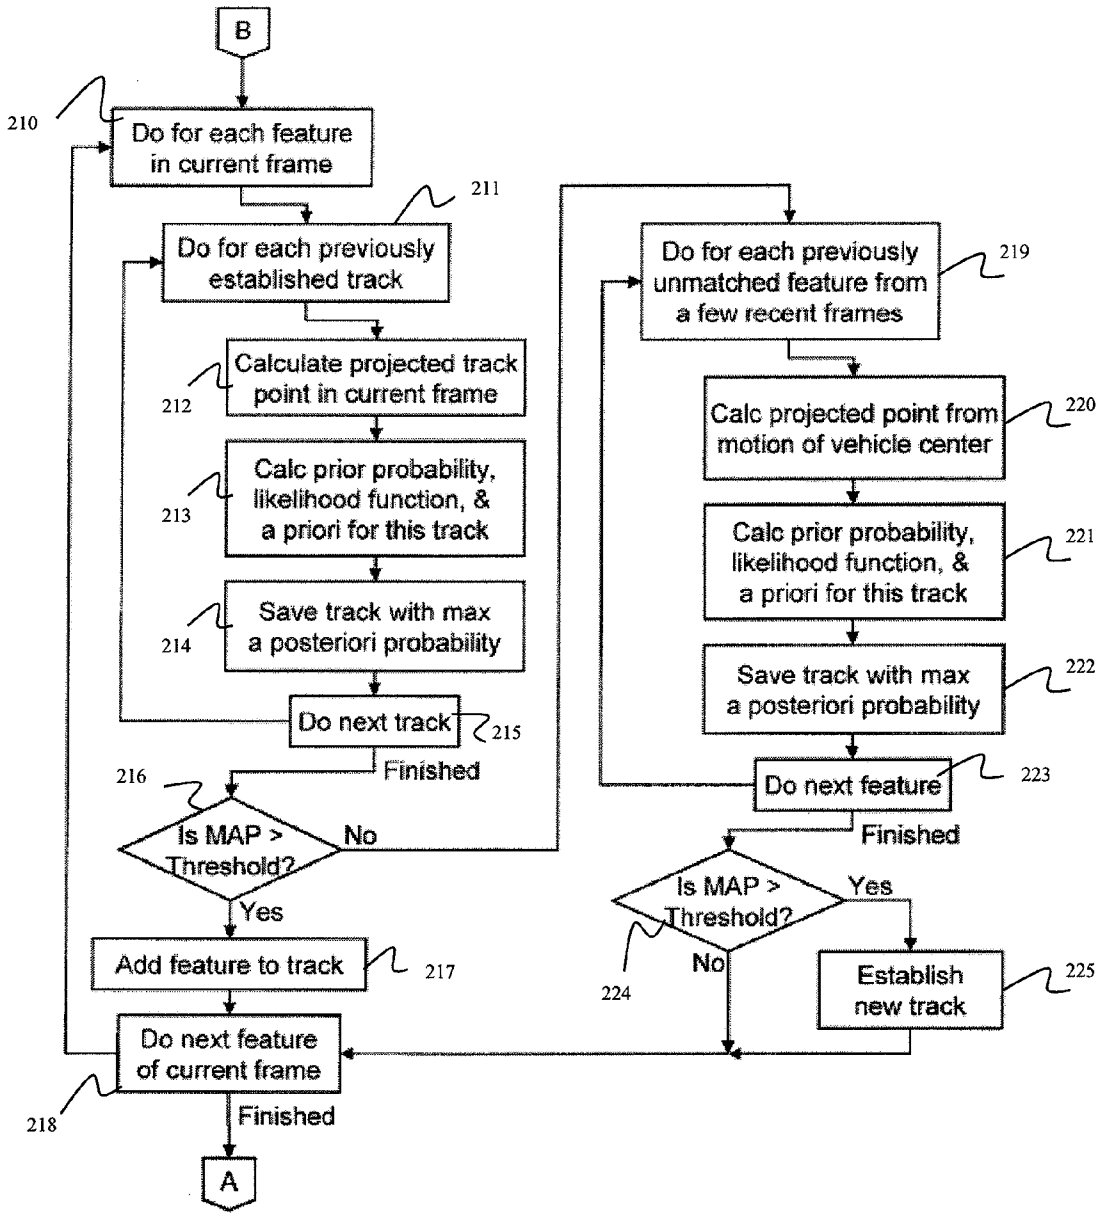 B
210
Do for each feature
in current frame
211
Do for each previously
established track
212
Calculate projected track
point in current frame
213
Calc prior probability,
likelihood function, &
a priori for this track
214
Save track with max
a posteriori probability
Do next track
215
Finished
216
Is MAP >
Threshold?
No
Yes
Add feature to track
217
Do next feature
of current frame
218
Finished
A
Do for each previously
unmatched feature from
a few recent frames
219
Calc projected point from
motion of vehicle center
220
Calc prior probability,
likelihood function, &
a priori for this track
221
Save track with max
a posteriori probability
222
Do next feature
223
Finished
Is MAP >
Threshold?
Yes
No
224
Establish
new track
225